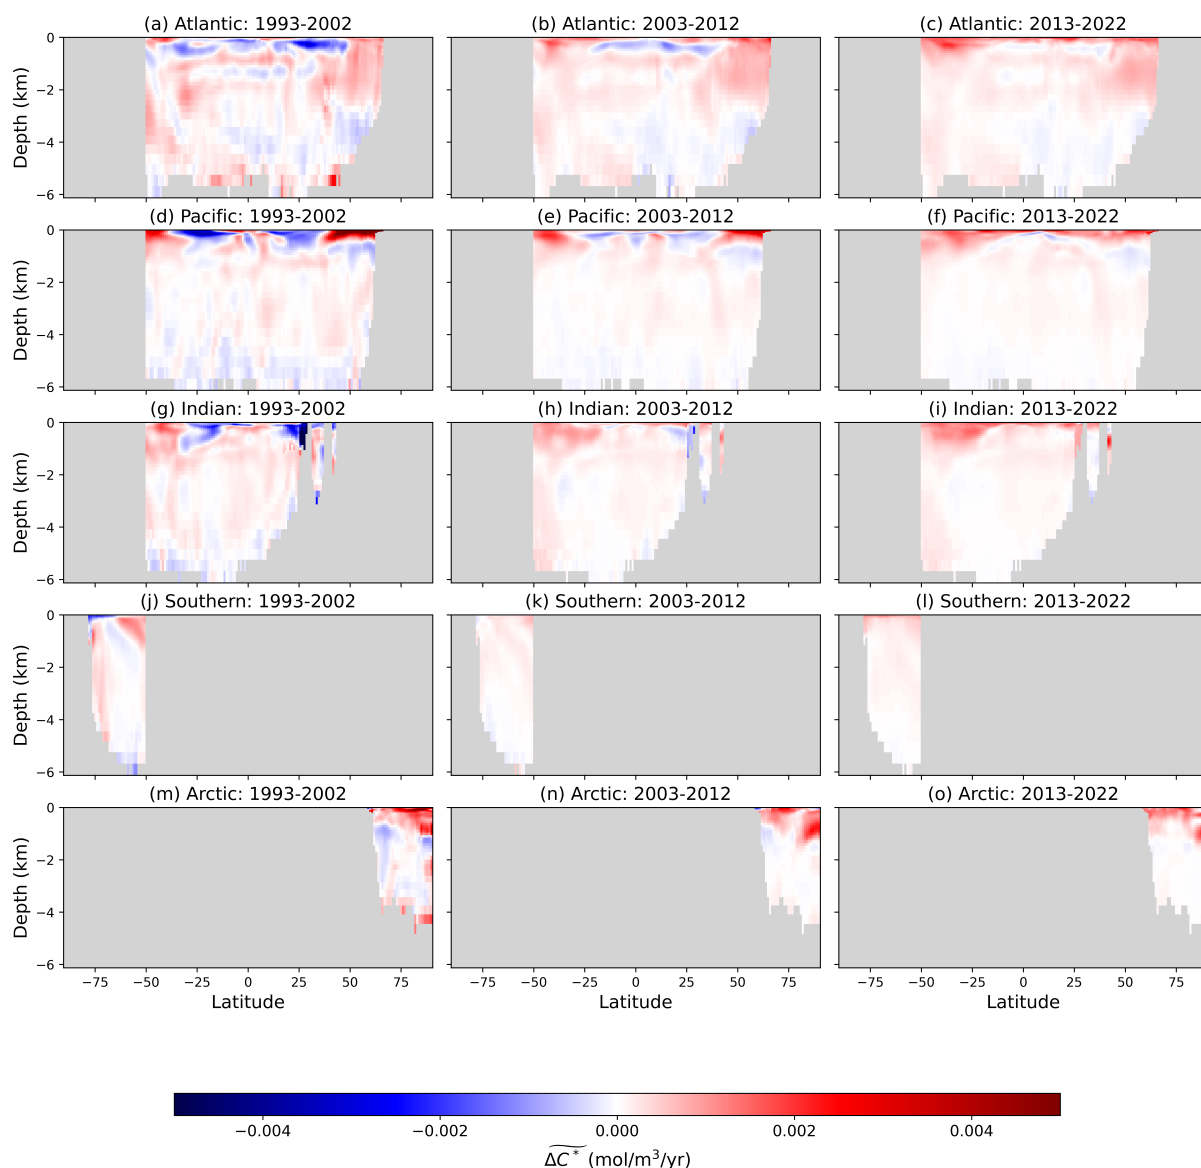 (a) Atlantic: 1993-2002 (b) Atlantic: 2003-2012 (c) Atlantic: 2013-2022
0 0 0
−2
−4
−6
Depth (km)
(d) Pacific: 1993-2002 (e) Pacific: 2003-2012 (f) Pacific: 2013-2022
0
−2
−4
−6
Depth (km)
(g) Indian: 1993-2002 (h) Indian: 2003-2012 (i) Indian: 2013-2022
0
−2
−4
−6
Depth (km)
(j) Southern: 1993-2002 (k) Southern: 2003-2012 (l) Southern: 2013-2022
0
−2
−4
−6
Depth (km)
(m) Arctic: 1993-2002 (n) Arctic: 2003-2012 (o) Arctic: 2013-2022
0
−2
−4
−6
Depth (km)
−75 −50 −25 0 25 50 75 −75 −50 −25 0 25 50 75 −75 −50 −25 0 25 50 75
Latitude Latitude Latitude
−0.004 −0.002 0.000 0.002 0.004
$\widetilde{\Delta C^*}$ (mol/m³/yr)